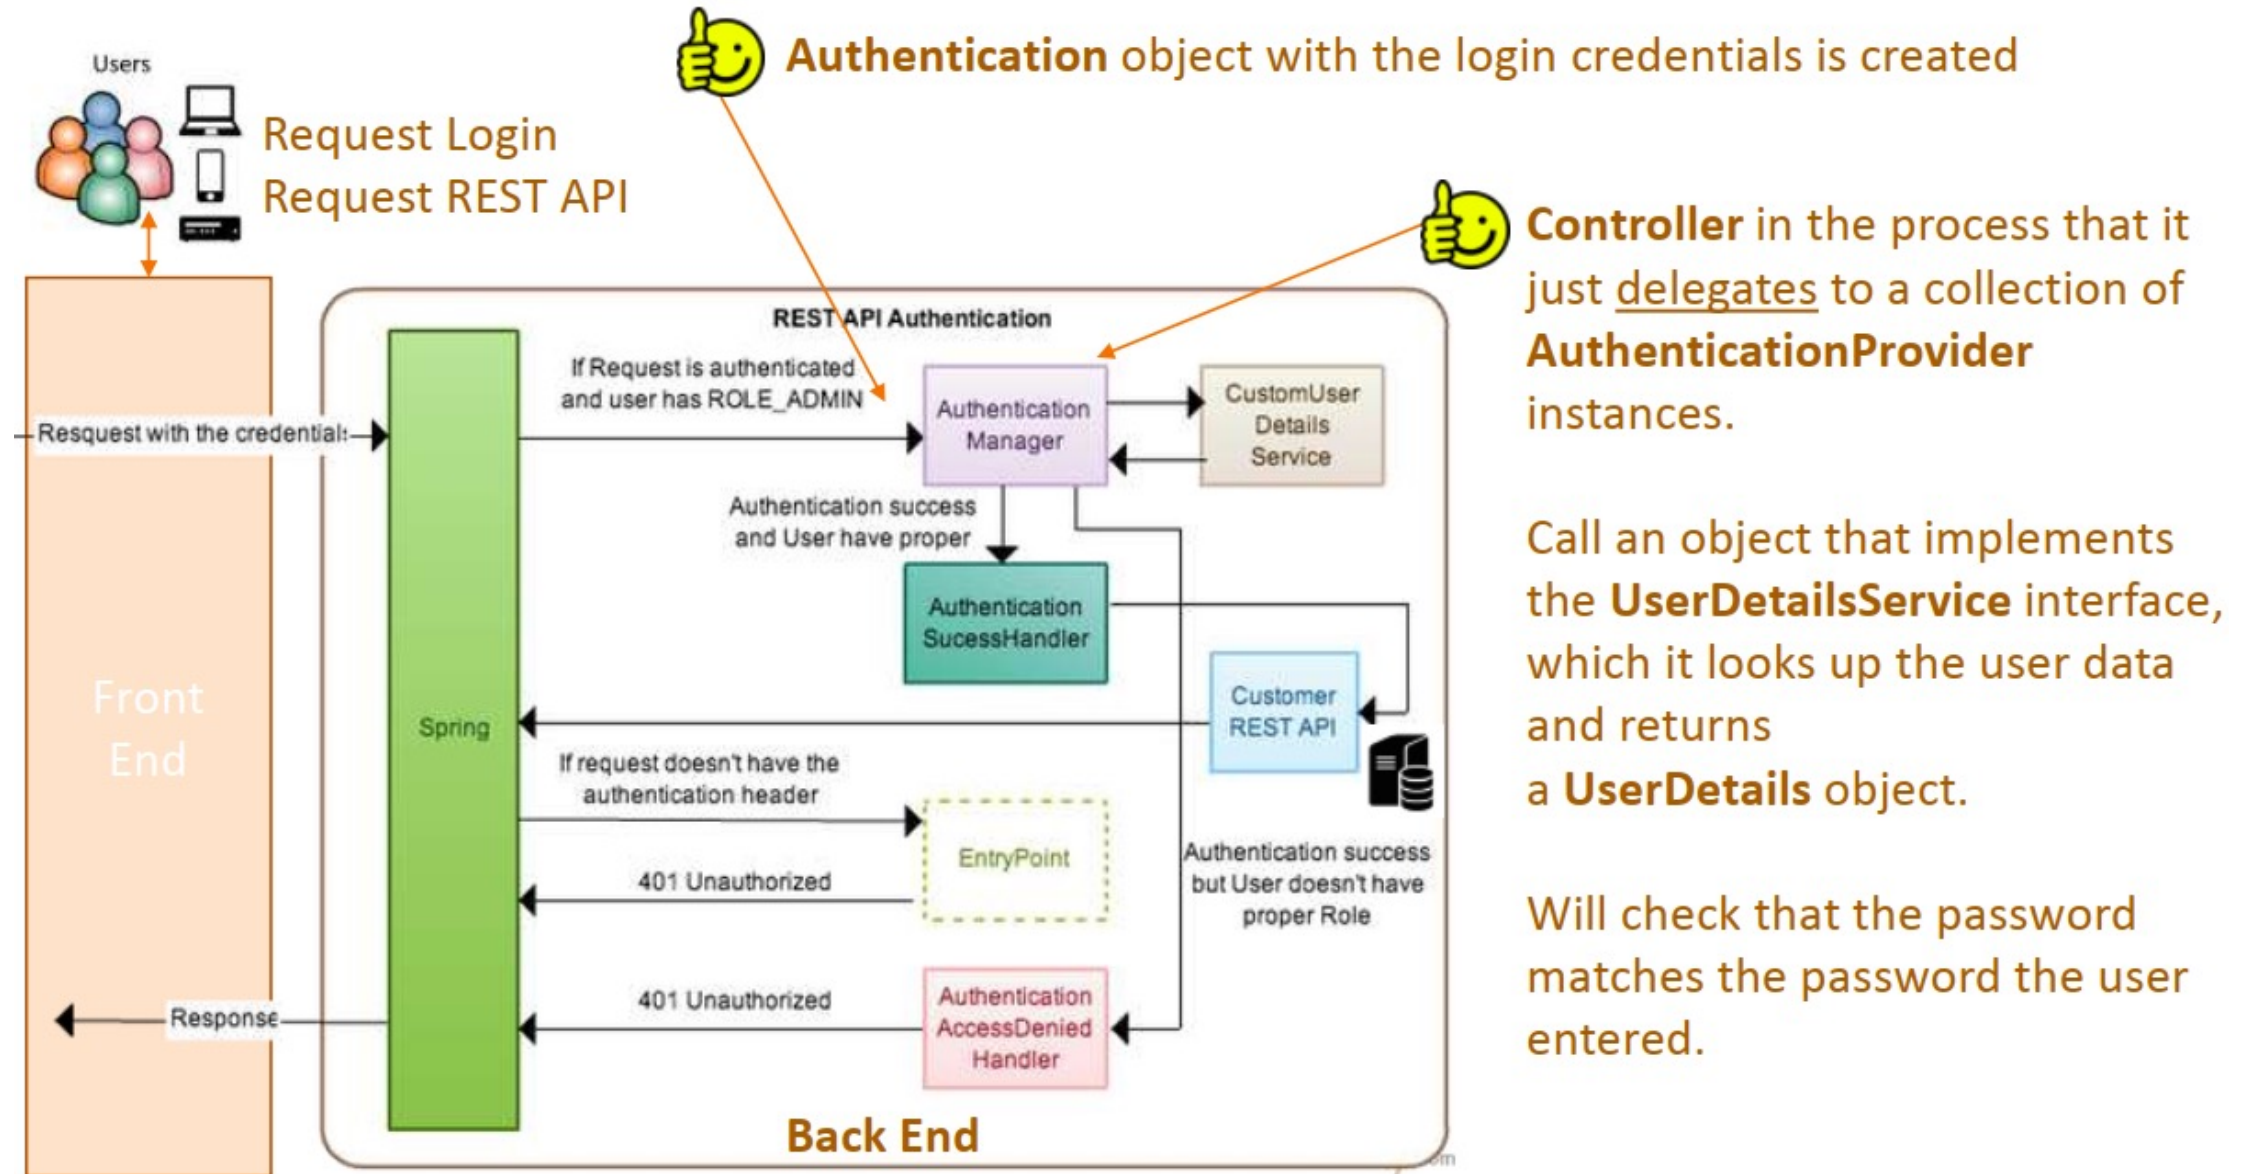 Users
Request Login
Request REST API
Authentication object with the login credentials is created
Controller in the process that it
just delegates to a collection of
AuthenticationProvider
instances.
Call an object that implements
the UserDetailsService interface,
which it looks up the user data
and returns
a UserDetails object.
Will check that the password
matches the password the user
entered.
Front
End
Resquest with the credentials
Response
REST API Authentication
Spring
If Request is authenticated
and user has ROLE_ADMIN
Authentication
Manager
CustomUser
Details
Service
Authentication success
and User have proper
Authentication
SucessHandler
Customer
REST API
If request doesn't have the
authentication header
EntryPoint
401 Unauthorized
Authentication success
but User doesn't have
proper Role
401 Unauthorized
Authentication
AccessDenied
Handler
Back End